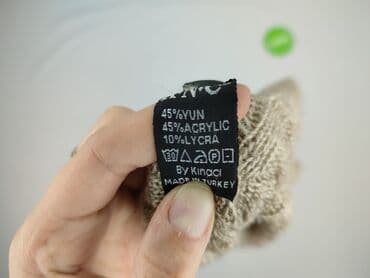 45%YUN
45%ACRYLIC
10%LYCRA
By Kinaci
MADE IN TURKEY